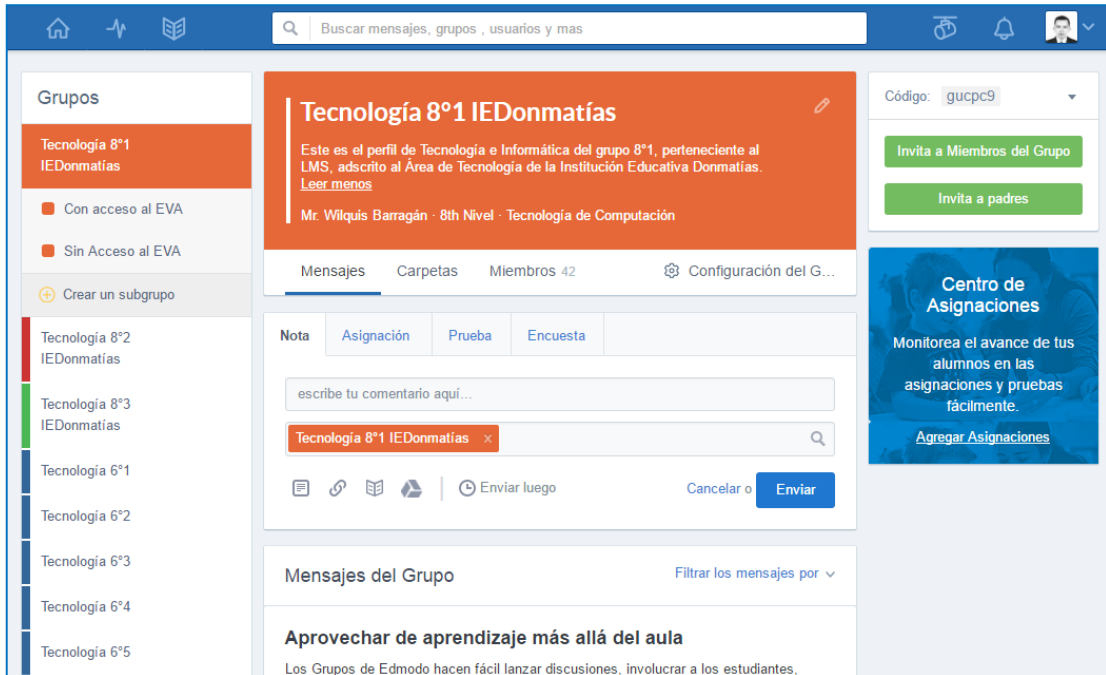 Buscar mensajes, grupos , usuarios y mas
Grupos
Tecnología 8°1
IEDonmatías
Con acceso al EVA
Sin Acceso al EVA
Crear un subgrupo
Tecnología 8°2
IEDonmatías
Tecnología 8°3
IEDonmatías
Tecnología 6°1
Tecnología 6°2
Tecnología 6°3
Tecnología 6°4
Tecnología 6°5
Tecnología 8°1 IEDonmatías
Este es el perfil de Tecnología e Informática del grupo 8°1, perteneciente al
LMS, adscrito al Área de Tecnología de la Institución Educativa Donmatías.
Leer menos
Mr. Wilquis Barragán · 8th Nivel · Tecnología de Computación
Mensajes Carpetas Miembros 42 Configuración del G...
Nota Asignación Prueba Encuesta
escribe tu comentario aquí...
Tecnología 8°1 IEDonmatías x
Enviar luego Cancelar o Enviar
Mensajes del Grupo Filtrar los mensajes por
Aprovechar de aprendizaje más allá del aula
Los Grupos de Edmodo hacen fácil lanzar discusiones, involucrar a los estudiantes,
Código: gucpc9
Invita a Miembros del Grupo
Invita a padres
Centro de
Asignaciones
Monitorea el avance de tus
alumnos en las
asignaciones y pruebas
fácilmente.
Agregar Asignaciones